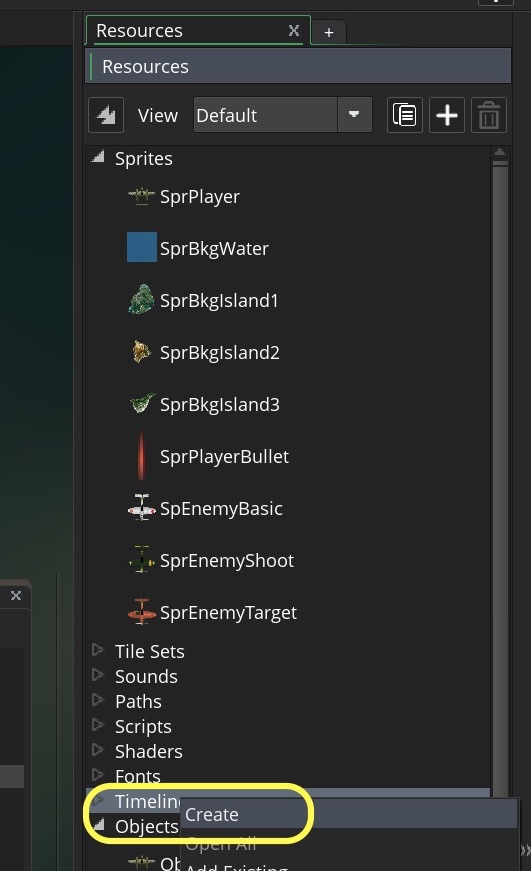 Resources
+
Resources
View Default
Sprites
SprPlayer
SprBkgWater
SprBkgIsland1
SprBkgIsland2
SprBkgIsland3
SprPlayerBullet
SpEnemyBasic
SprEnemyShoot
SprEnemyTarget
Tile Sets
Sounds
Paths
Scripts
Shaders
Fonts
Timelin
Create
Objects
Open All
Ob
Add Existing